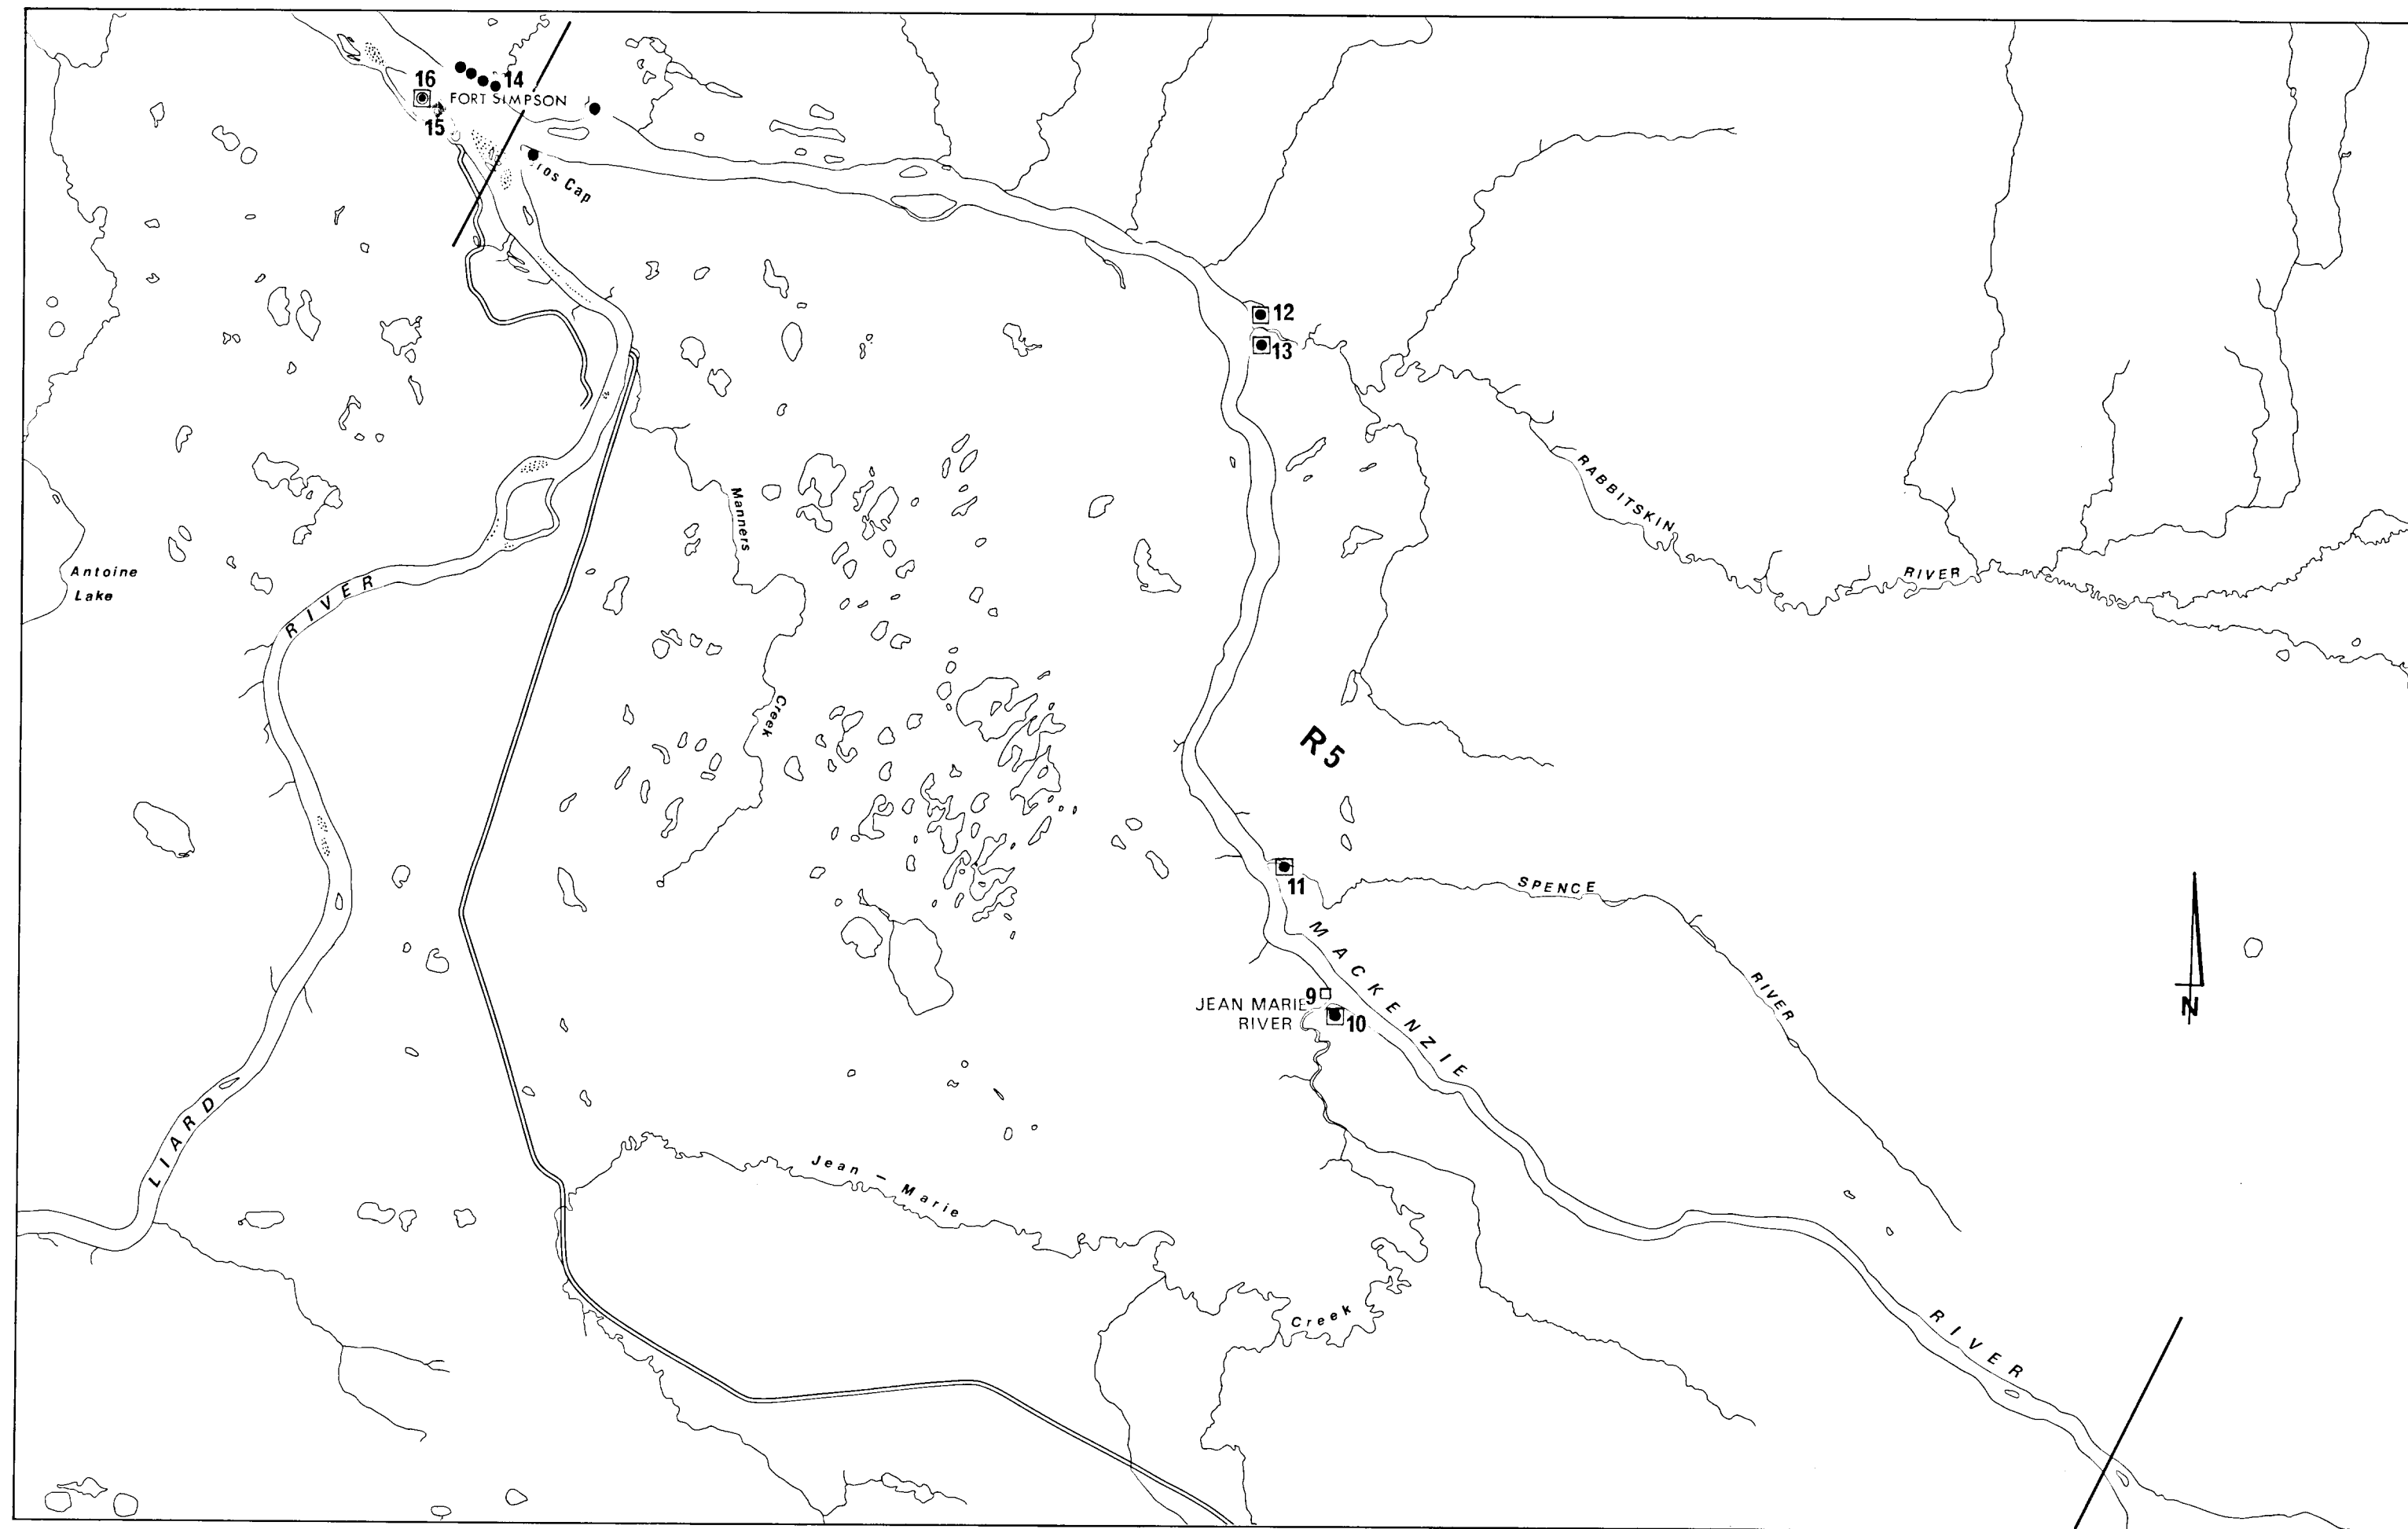 16
14
FORT SIMPSON
15
ros Cap
12
13
RABBITSKIN
RIVER
Manners
Creek
Antoine
Lake
LIARD
RIVER
R5
11
SPENCE
RIVER
MACKENZIE
RIVER
9
JEAN MARIE
RIVER
10
N
Jean – Marie
Creek